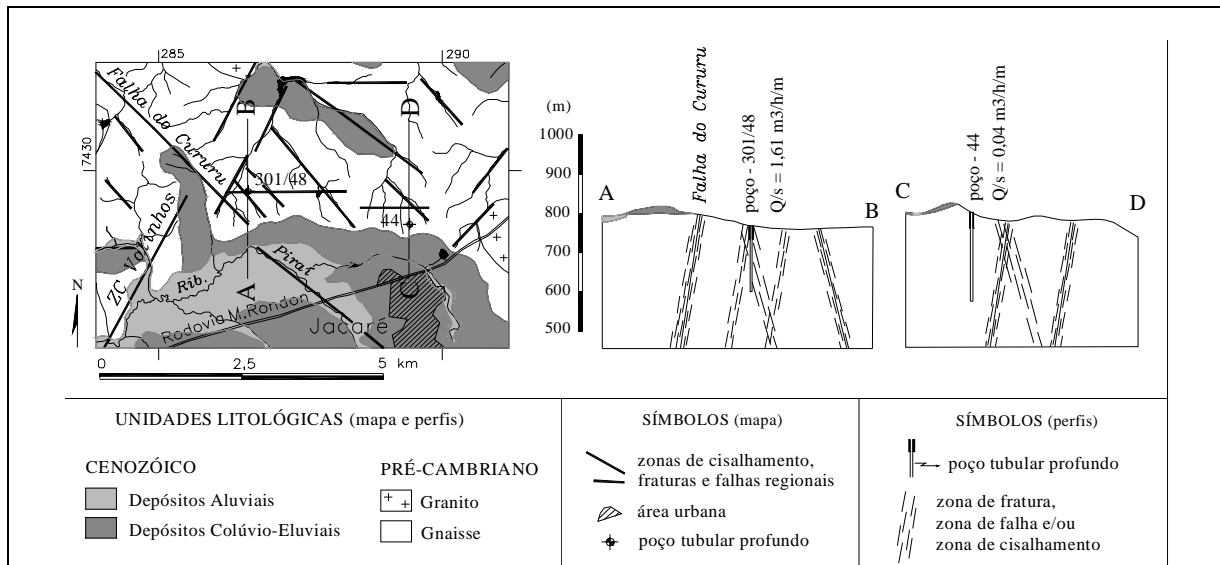 285
290
7430
Falha do Cururu
B
D
301/48
44
ZC Voturinhos
Rib. Piraí
A
C
Rodovia M.Rondon
Jacaré
N
0
2,5
5
km
(m)
1000
900
800
700
600
500
A
Falha do Cururu
poço - 301/48
Q/s = 1,61 m3/h/m
B
C
poço - 44
Q/s = 0,04 m3/h/m
D
UNIDADES LITOLÓGICAS (mapa e perfis)
CENOZÓICO
Depósitos Aluviais
Depósitos Colúvio-Eluviais
PRÉ-CAMBRIANO
Granito
Gnaisse
SÍMBOLOS (mapa)
zonas de cisalhamento,
fraturas e falhas regionais
área urbana
poço tubular profundo
SÍMBOLOS (perfis)
poço tubular profundo
zona de fratura,
zona de falha e/ou
zona de cisalhamento